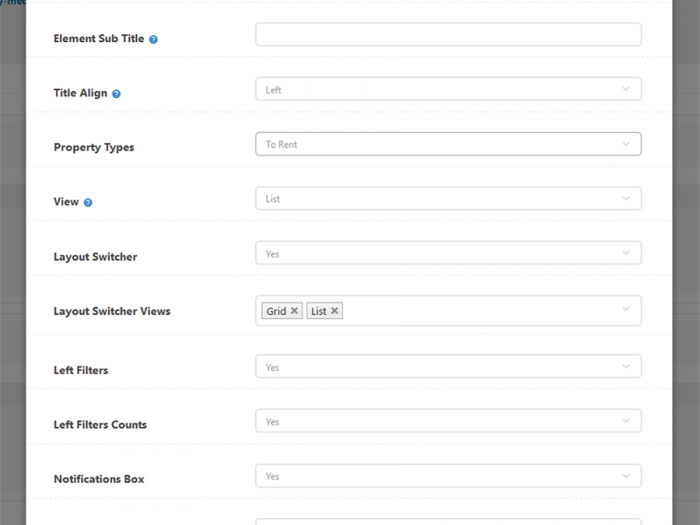 Element Sub Title ?
Title Align ? Left
Property Types To Rent
View ? List
Layout Switcher Yes
Layout Switcher Views Grid × List ×
Left Filters Yes
Left Filters Counts Yes
Notifications Box Yes